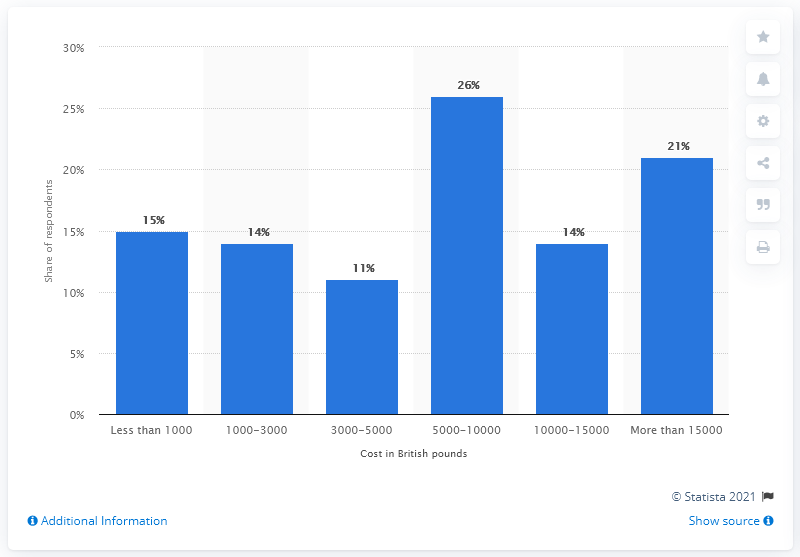 30%
26%
25%
21%
20%
15%
15%
14%
14%
11%
10%
5%
0%
Share of respondents
Less than 1000 1000–3000 3000–5000 5000–10000 10000–15000 More than 15000
Cost in British pounds
© Statista 2021
Additional Information Show source